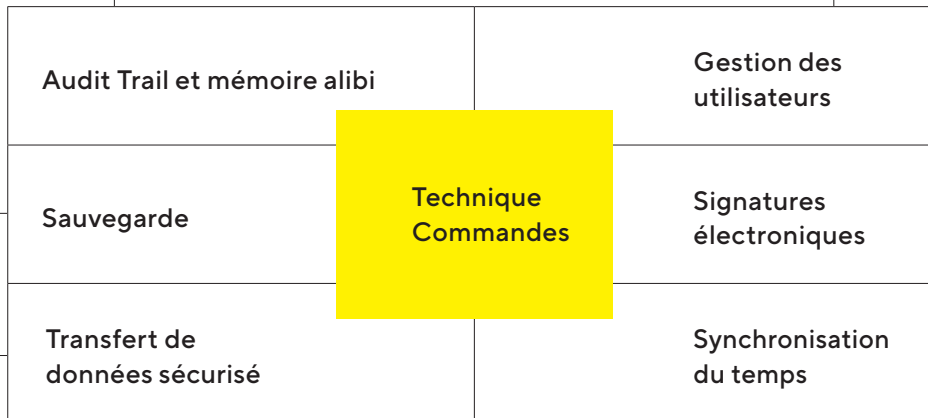 Audit Trail et mémoire alibi
Gestion des
utilisateurs
Sauvegarde
Technique
Commandes
Signatures
électroniques
Transfert de
données sécurisé
Synchronisation
du temps